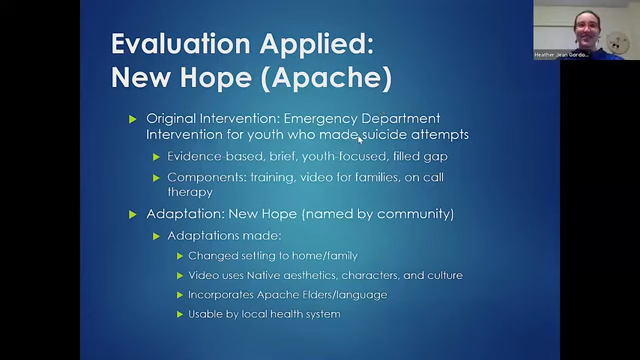 Evaluation Applied:
New Hope (Apache)
Original Intervention: Emergency Department
Intervention for youth who made suicide attempts
Evidence-based, brief, youth-focused, filled gap
Components: training, video for families, on call
therapy
Adaptation: New Hope (named by community)
Adaptations made:
Changed setting to home/family
Video uses Native aesthetics, characters, and culture
Incorporates Apache Elders/language
Usable by local health system
Heather Jean Gordo...